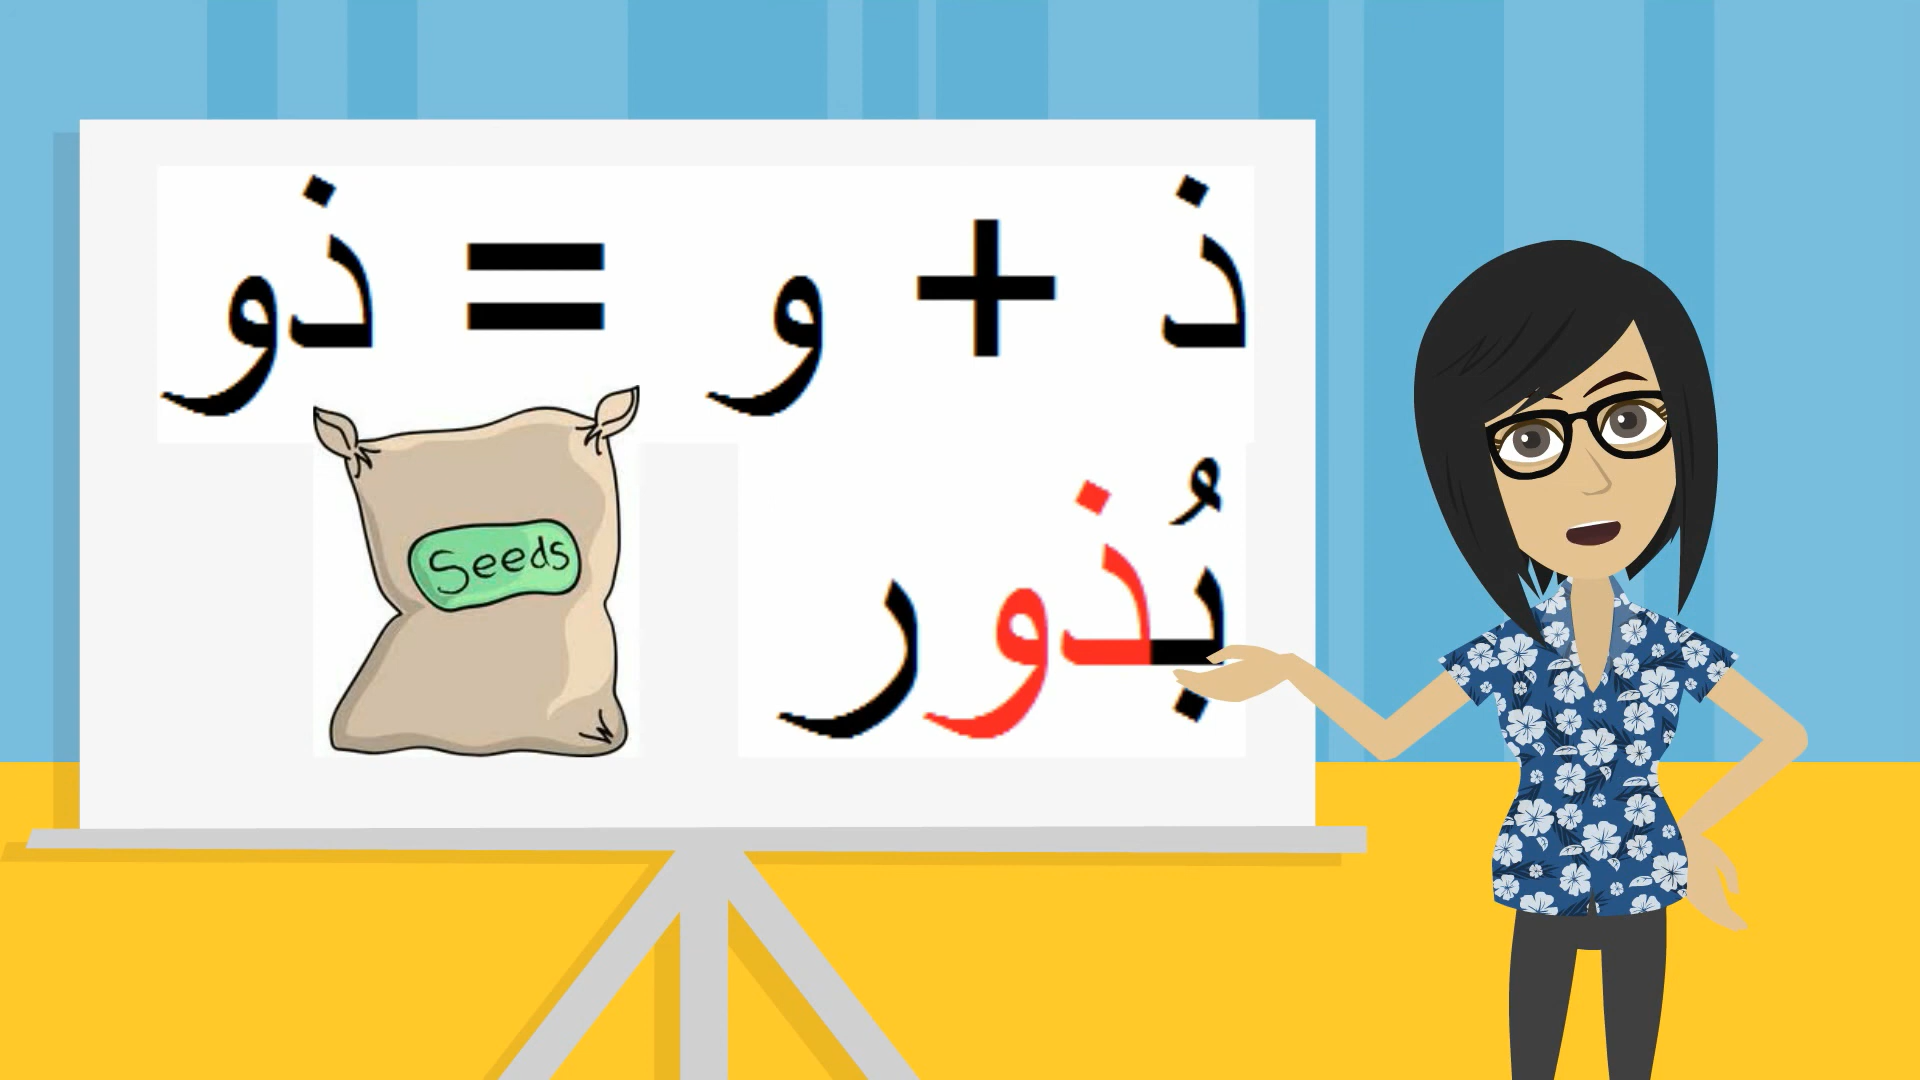 ذ + و = ذو
بُذور
Seeds